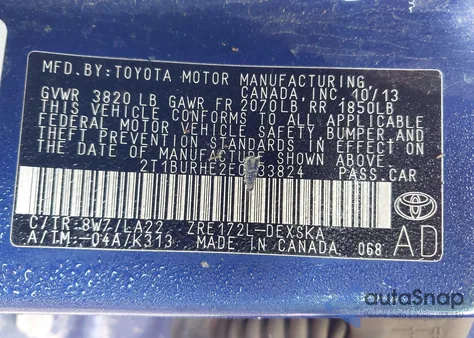 MFD.BY:TOYOTA MOTOR MANUFACTURING
CANADA, INC. 10/13
GVWR 3820 LB GAWR FR 2070LB RR 1850LB
THIS VEHICLE CONFORMS TO ALL APPLICABLE
FEDERAL MOTOR VEHICLE SAFETY, BUMPER, AND
THEFT PREVENTION STANDARDS IN EFFECT ON
THE DATE OF MANUFACTURE
PASS.CAR
C/TR:8W7/LA22 ZRE172L-DEXSKA
A/TM:-04A/K313 MADE IN CANADA 068 AD
autoSnap